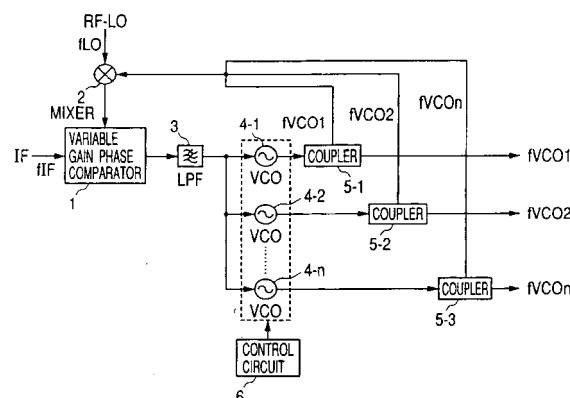 RF-LO
fLO
2
MIXER
VARIABLE
GAIN PHASE
COMPARATOR
IF
fIF
1
3
LPF
4-1
VCO
4-2
VCO
4-n
VCO
fVCO1
fVCO2
fVCOn
COUPLER
5-1
COUPLER
5-2
COUPLER
5-3
fVCO1
fVCO2
fVCOn
CONTROL
CIRCUIT
6